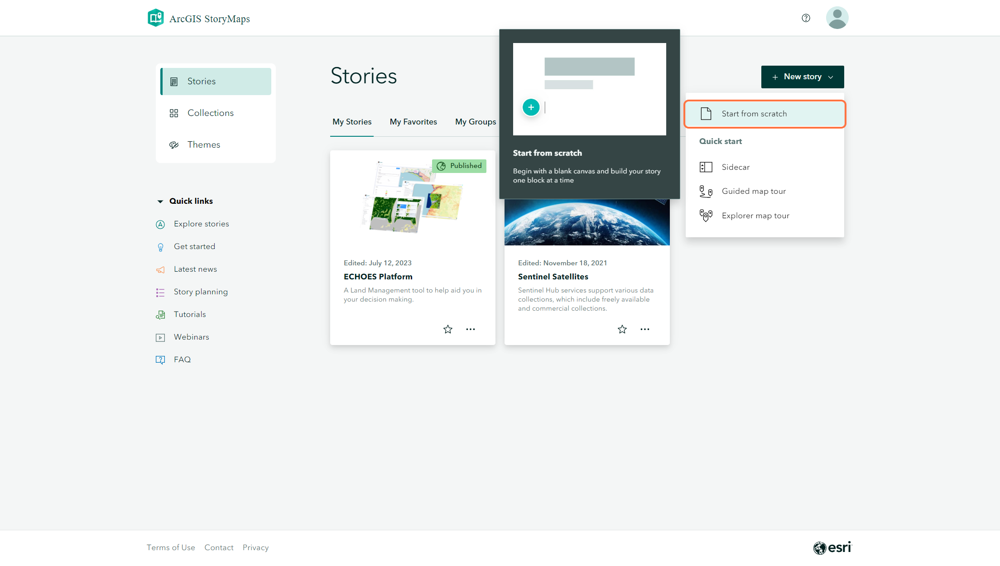 ArcGIS StoryMaps
Stories
Collections
Themes
Quick links
Explore stories
Get started
Latest news
Story planning
Tutorials
Webinars
FAQ
Stories
My Stories
My Favorites
My Groups
Start from scratch
Begin with a blank canvas and build your story
one block at a time
New story
Start from scratch
Quick start
Sidecar
Guided map tour
Explorer map tour
Published
Edited: July 12, 2023
ECHOES Platform
A Land Management tool to help aid you in
your decision making.
Edited: November 18, 2021
Sentinel Satellites
Sentinel Hub services support various data
collections, which include freely available
and commercial collections.
Terms of Use
Contact
Privacy
esri